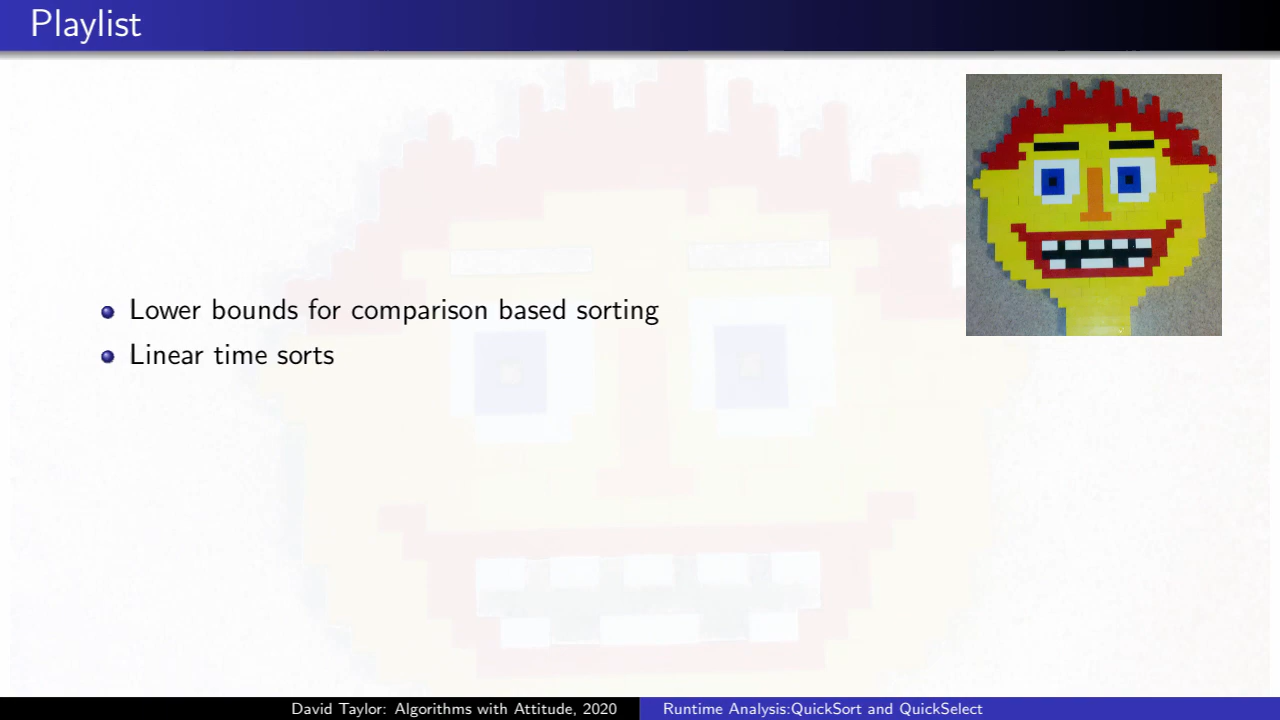 Playlist
Lower bounds for comparison based sorting
Linear time sorts
David Taylor: Algorithms with Attitude, 2020
Runtime Analysis:QuickSort and QuickSelect